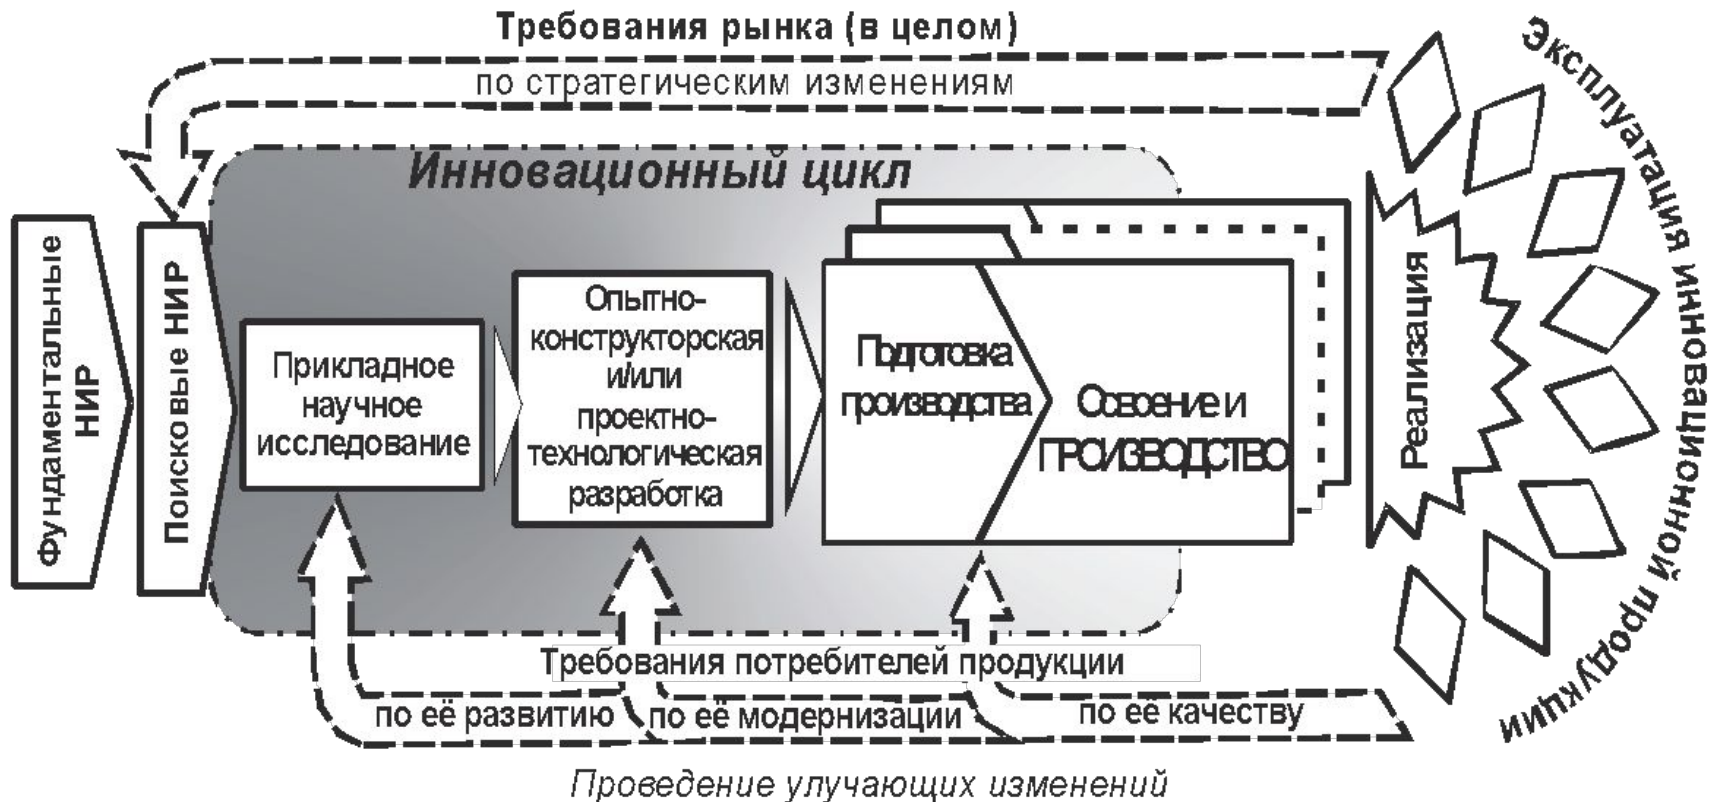 Требования рынка (в целом)
по стратегическим изменениям
Инновационный цикл
Фундаментальные
НИР
Поисковые НИР
Прикладное
научное
исследование
Опытно-
конструкторская
и/или
проектно-
технологическая
разработка
Подготовка
производства
Освоение и
ПРОИЗВОДСТВО
Реализация
Эксплуатация инновационной продукции
Требования потребителей продукции
по её развитию
по её модернизации
по её качеству
Проведение улучающих изменений